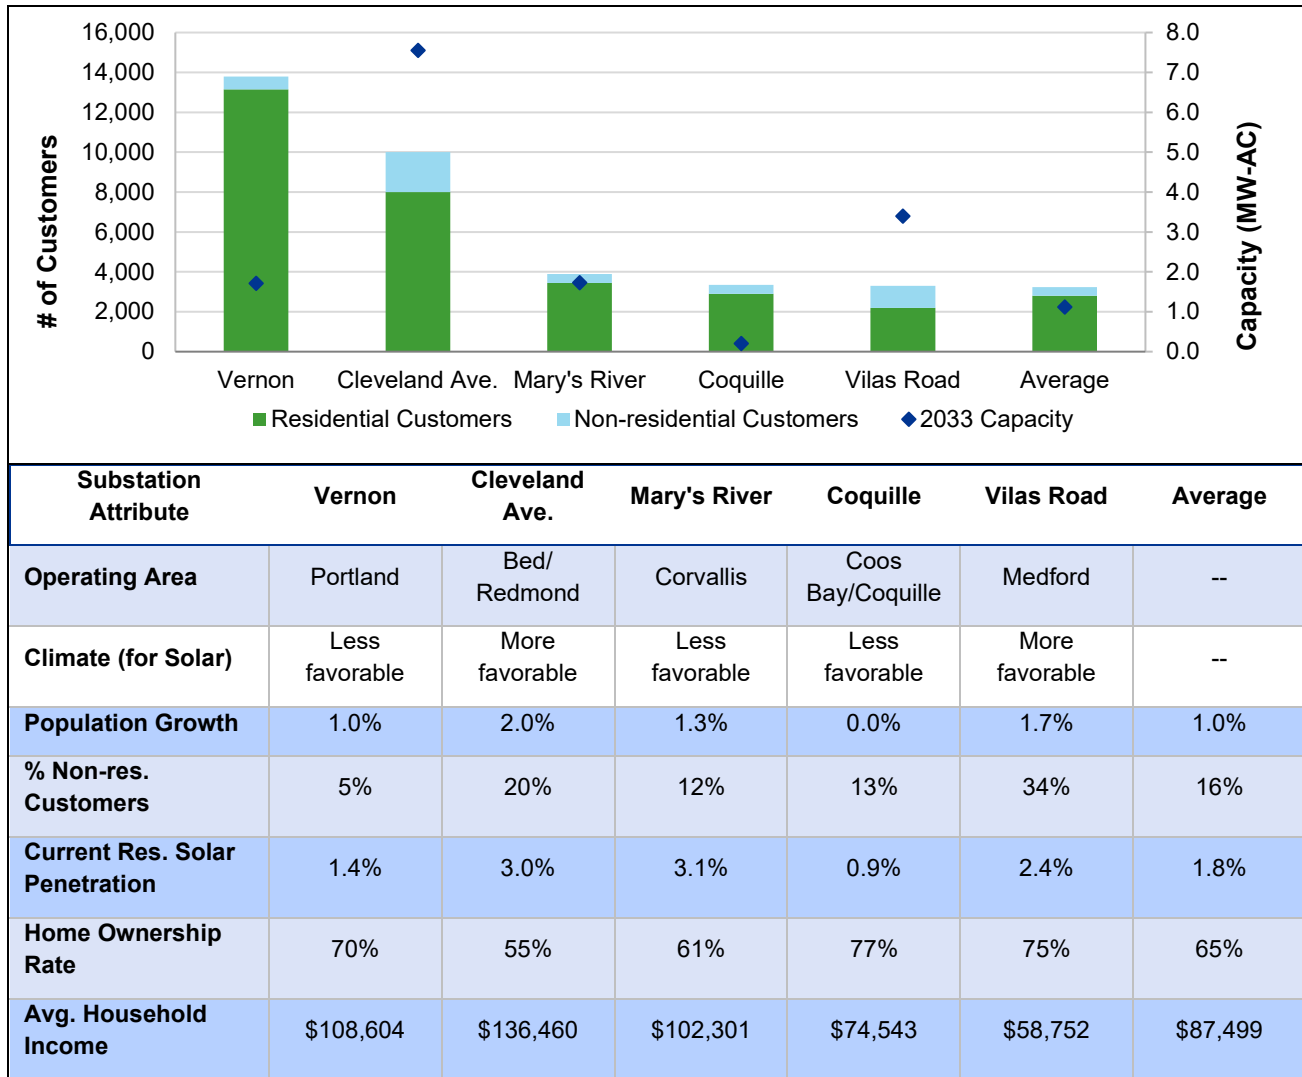 16,000
14,000
12,000
10,000
8,000
6,000
4,000
2,000
0
# of Customers
8.0
7.0
6.0
5.0
4.0
3.0
2.0
1.0
0.0
Capacity (MW-AC)
Vernon Cleveland Ave. Mary's River Coquille Vilas Road Average
Residential Customers Non-residential Customers 2033 Capacity
Substation
Attribute
Vernon
Cleveland
Ave.
Mary's River
Coquille
Vilas Road
Average
Operating Area
Portland
Bed/
Redmond
Corvallis
Coos
Bay/Coquille
Medford
--
Climate (for Solar)
Less
favorable
More
favorable
Less
favorable
Less
favorable
More
favorable
--
Population Growth
1.0%
2.0%
1.3%
0.0%
1.7%
1.0%
% Non-res.
Customers
5%
20%
12%
13%
34%
16%
Current Res. Solar
Penetration
1.4%
3.0%
3.1%
0.9%
2.4%
1.8%
Home Ownership
Rate
70%
55%
61%
77%
75%
65%
Avg. Household
Income
$108,604
$136,460
$102,301
$74,543
$58,752
$87,499